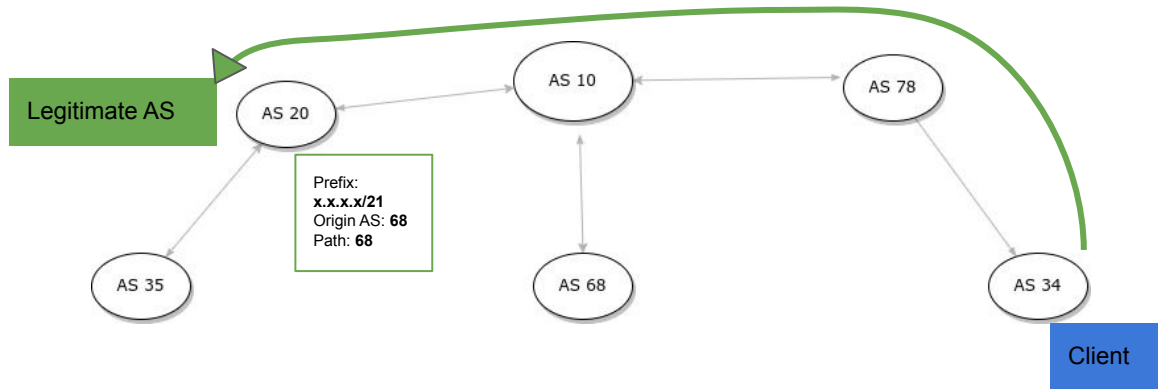 Legitimate AS
AS 20
AS 10
AS 78
Prefix:
x.x.x.x/21
Origin AS: 68
Path: 68
AS 35
AS 68
AS 34
Client